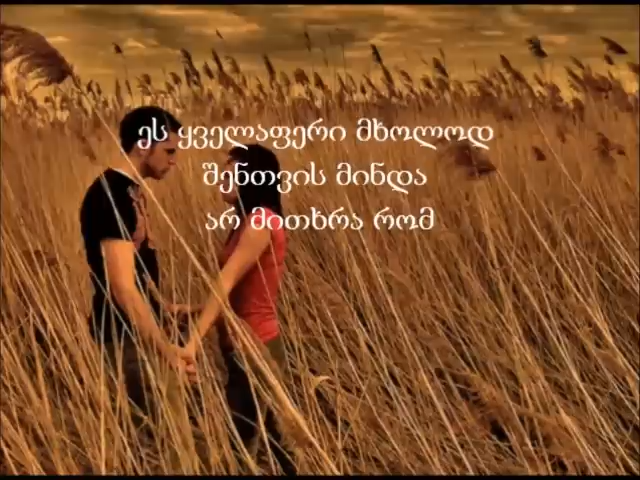 ეს ყველაფერი მხოლოდ
შენთვის მინდა
არ მითხრა რომ